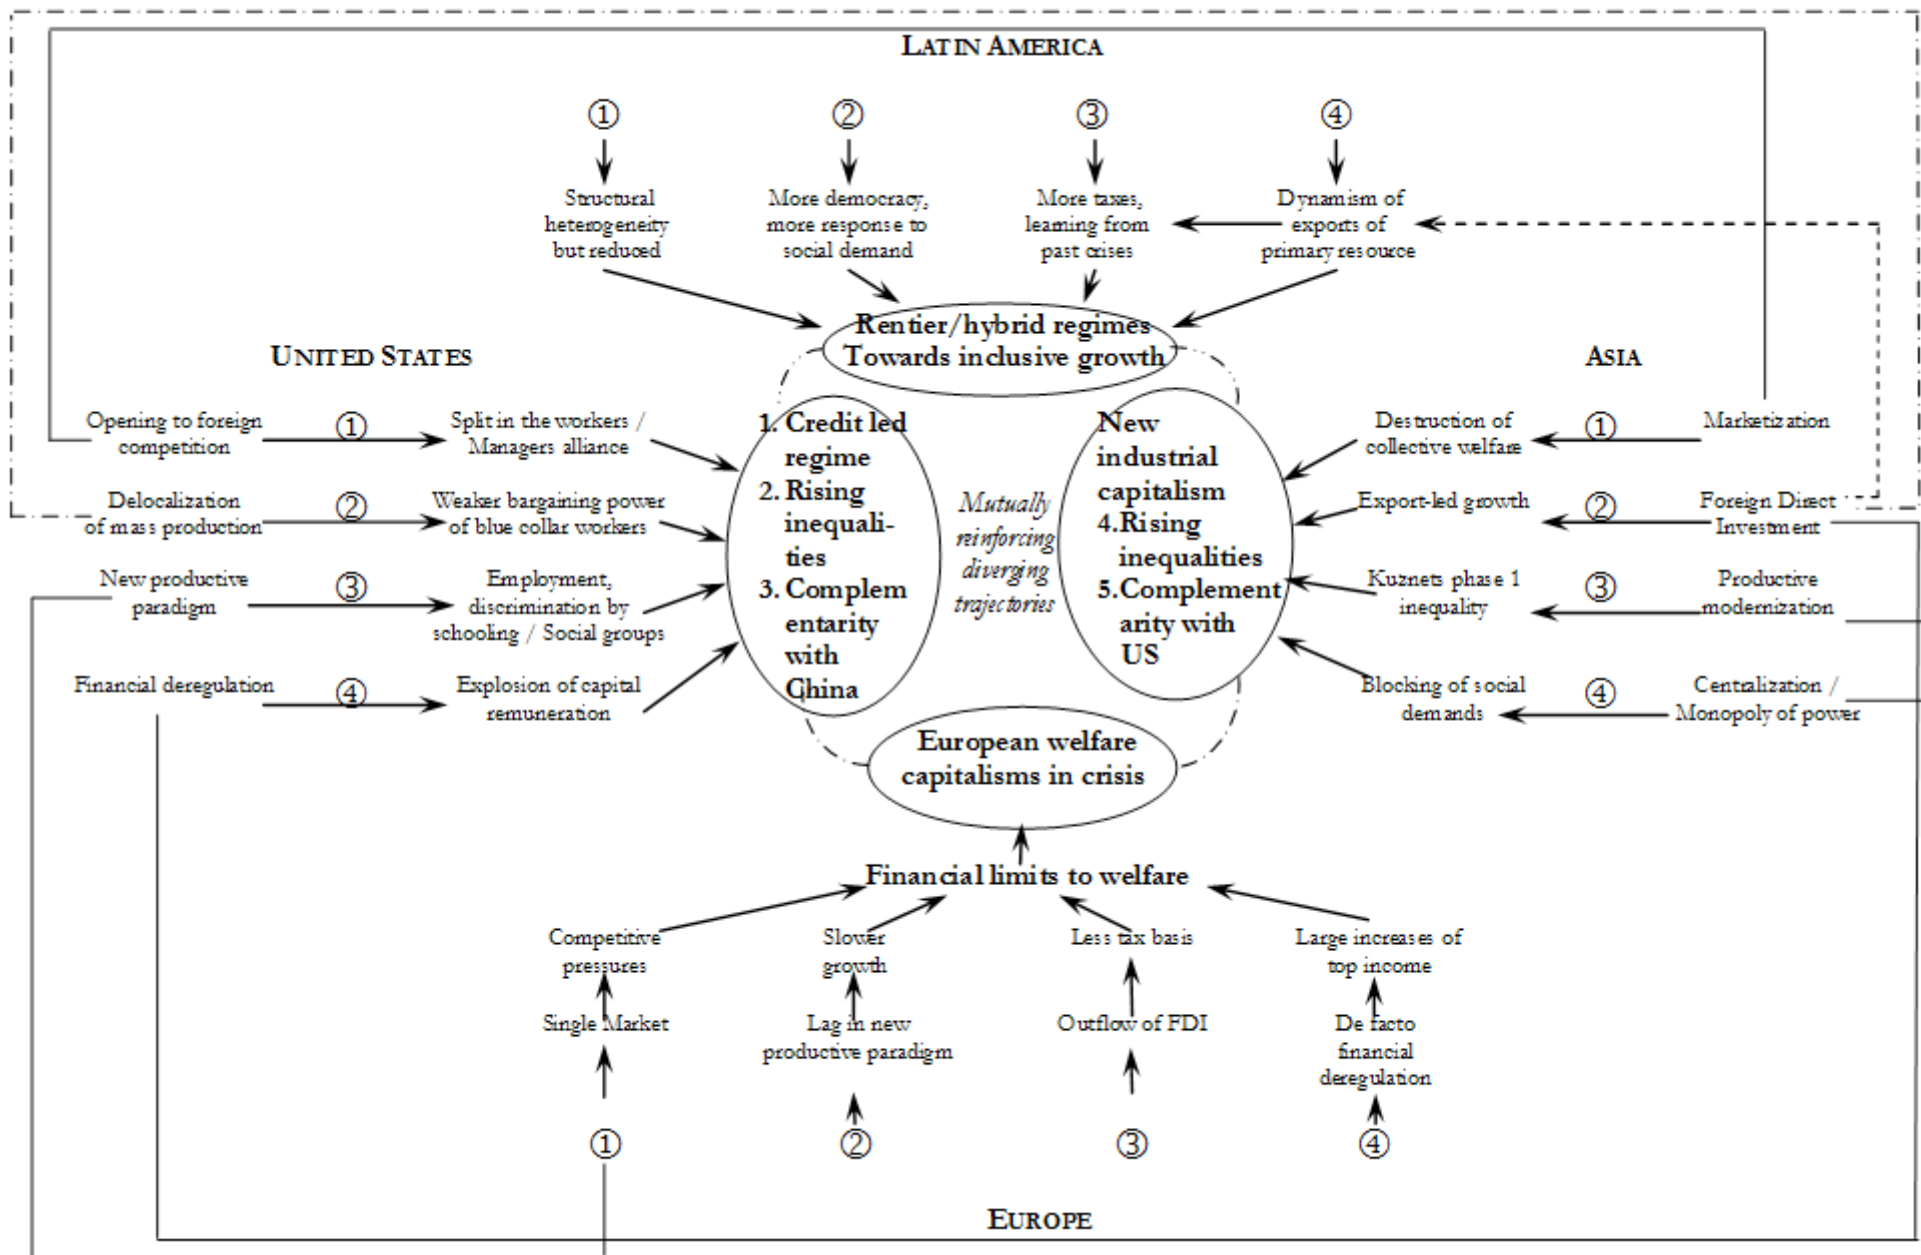 LATIN AMERICA
①
②
③
④
Structural
heterogeneity
but reduced
More democracy,
more response to
social demand
More taxes,
learning from
past crises
Dynamism of
exports of
primary resource
Rentier/hybrid regimes
Towards inclusive growth
UNITED STATES
Opening to foreign
competition
①
Split in the workers /
Managers alliance
Delocalization
of mass production
②
Weaker bargaining power
of blue collar workers
New productive
paradigm
③
Employment,
discrimination by
schooling / Social groups
Financial deregulation
④
Explosion of capital
remuneration
1. Credit led
regime
2. Rising
inequali-
ties
3. Complem
entarity
with
China
Mutually
reinforcing
diverging
trajectories
New
industrial
capitalism
4.Rising
inequalities
5.Complement
arity with
US
ASIA
Destruction of
collective welfare
①
Marketization
Export-led growth
②
Foreign Direct
Investment
Kuznets phase 1
inequality
③
Productive
modernization
Blocking of social
demands
④
Centralization /
Monopoly of power
European welfare
capitalisms in crisis
Financial limits to welfare
Competitive
pressures
Slower
growth
Less tax basis
Large increases of
top income
Single Market
Lag in new
productive paradigm
Outflow of FDI
De facto
financial
deregulation
①
②
③
④
EUROPE